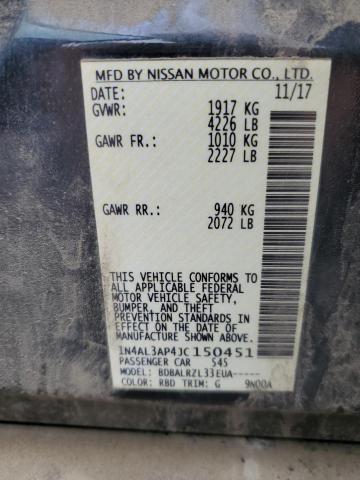 MFD BY NISSAN MOTOR CO., LTD.
DATE: 11/17
GVWR: 1917 KG
4226 LB
GAWR FR: 1010 KG
2227 LB
GAWR RR: 940 KG
2072 LB
THIS VEHICLE CONFORMS TO
ALL APPLICABLE FEDERAL
MOTOR VEHICLE SAFETY,
BUMPER, AND THEFT
PREVENTION STANDARDS IN
EFFECT ON THE DATE OF
MANUFACTURE SHOWN ABOVE.
1N4AL3AP4JC150451
PASSENGER CAR 545
MODEL: BDBALRZL33EUA-----
COLOR: RBD TRIM: G 9N00A